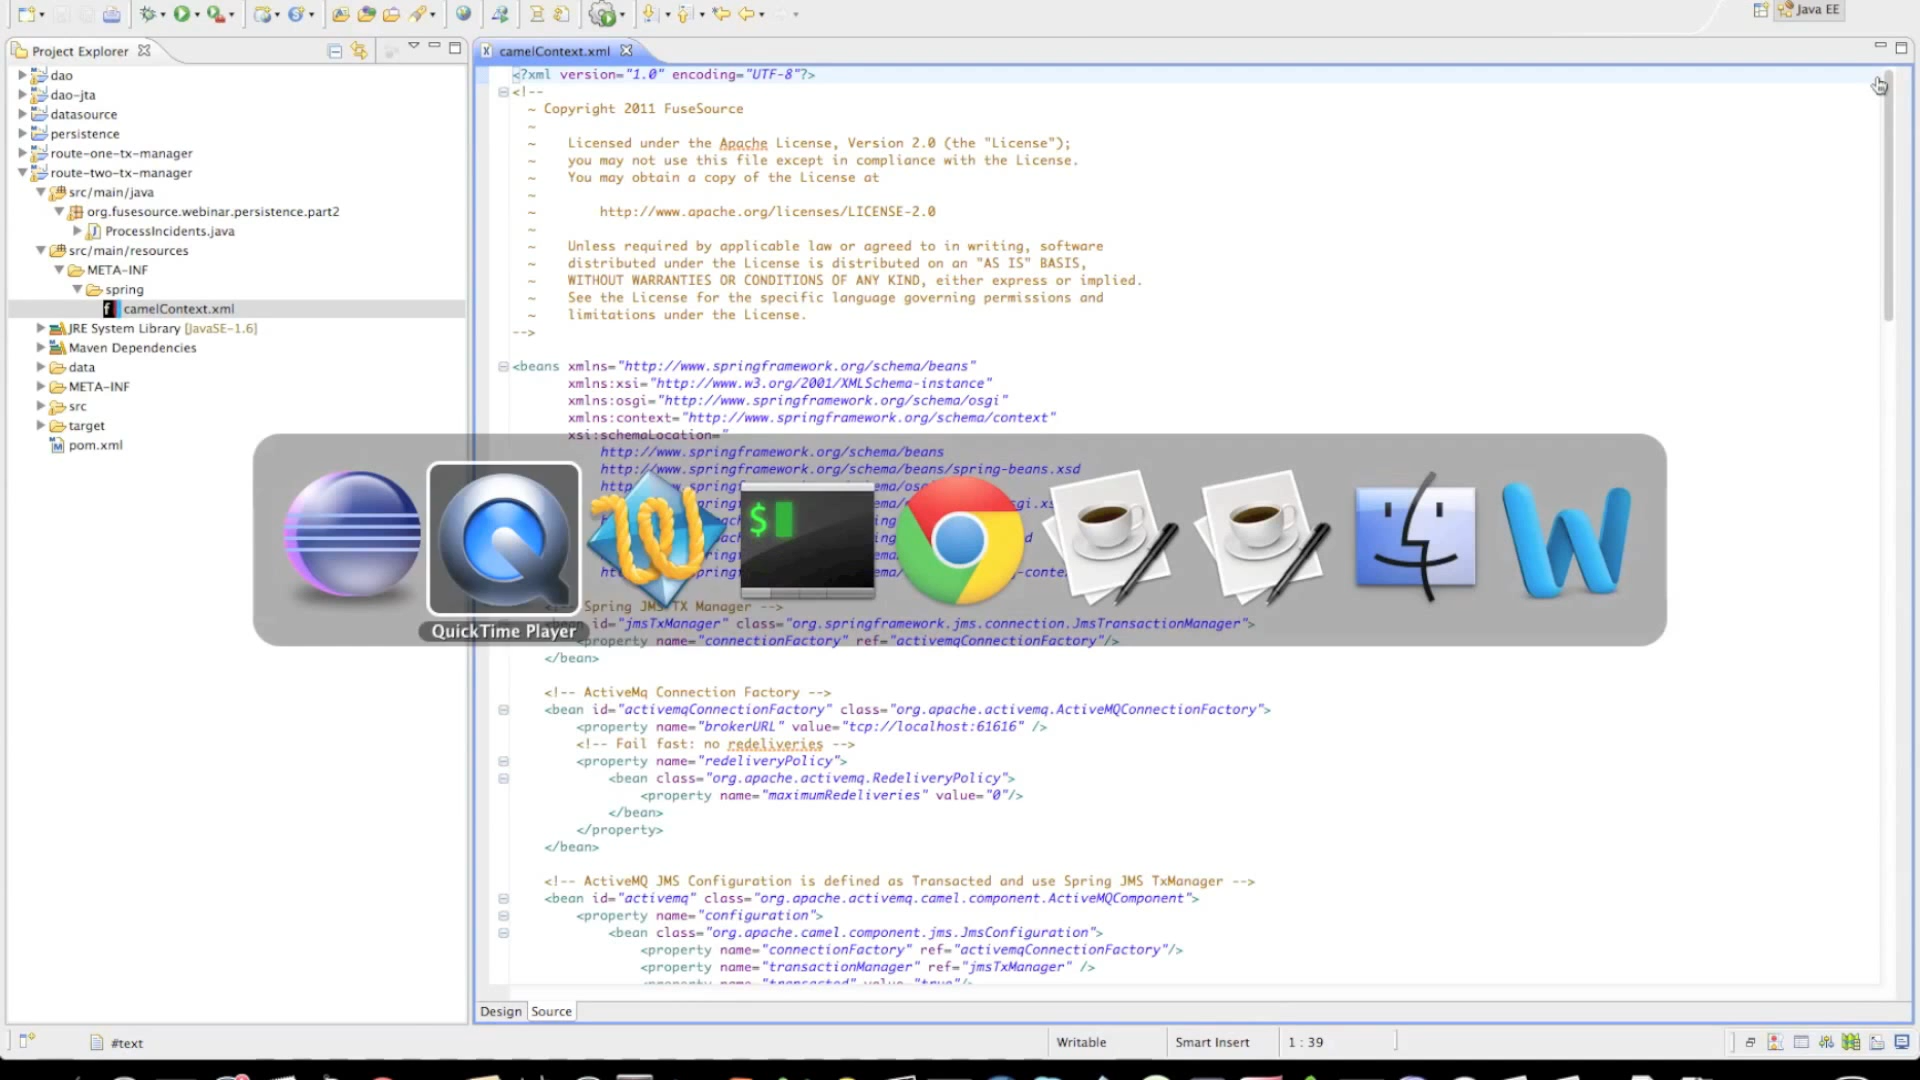 Java EE
Project Explorer
dao
dao-jta
datasource
persistence
route-one-tx-manager
route-two-tx-manager
src/main/java
org.fusesource.webinar.persistence.part2
ProcessIncidents.java
src/main/resources
META-INF
spring
camelContext.xml
JRE System Library [JavaSE-1.6]
Maven Dependencies
data
META-INF
src
target
pom.xml
camelContext.xml
<?xml version="1.0" encoding="UTF-8"?>
<!--
~ Copyright 2011 FuseSource
~
~ Licensed under the Apache License, Version 2.0 (the "License");
~ you may not use this file except in compliance with the License.
~ You may obtain a copy of the License at
~
~ http://www.apache.org/licenses/LICENSE-2.0
~
~ Unless required by applicable law or agreed to in writing, software
~ distributed under the License is distributed on an "AS IS" BASIS,
~ WITHOUT WARRANTIES OR CONDITIONS OF ANY KIND, either express or implied.
~ See the License for the specific language governing permissions and
~ limitations under the License.
-->
<beans xmlns="http://www.springframework.org/schema/beans"
xmlns:xsi="http://www.w3.org/2001/XMLSchema-instance"
xmlns:osgi="http://www.springframework.org/schema/osgi"
xmlns:context="http://www.springframework.org/schema/context"
xsi:schemaLocation="
http://www.springframework.org/schema/beans
http://www.springframework.org/schema/beans/spring-beans.xsd
Spring JMS TX Manager -->
id="jmsTxManager" class="org.springframework.jms.connection.JmsTransactionManager">
<property name="connectionFactory" ref="activemqConnectionFactory"/>
</bean>
QuickTime Player
<!-- ActiveMq Connection Factory -->
<bean id="activemqConnectionFactory" class="org.apache.activemq.ActiveMQConnectionFactory">
<property name="brokerURL" value="tcp://localhost:61616" />
<!-- Fail fast: no redeliveries -->
<property name="redeliveryPolicy">
<bean class="org.apache.activemq.RedeliveryPolicy">
<property name="maximumRedeliveries" value="0"/>
</bean>
</property>
</bean>
<!-- ActiveMQ JMS Configuration is defined as Transacted and use Spring JMS TxManager -->
<bean id="activemq" class="org.apache.activemq.camel.component.ActiveMQComponent">
<property name="configuration">
<bean class="org.apache.camel.component.jms.JmsConfiguration">
<property name="connectionFactory" ref="activemqConnectionFactory"/>
<property name="transactionManager" ref="jmsTxManager" />
<property name="transacted" value="true"/>
Design
Source
#text
Writable
Smart Insert
1 : 39